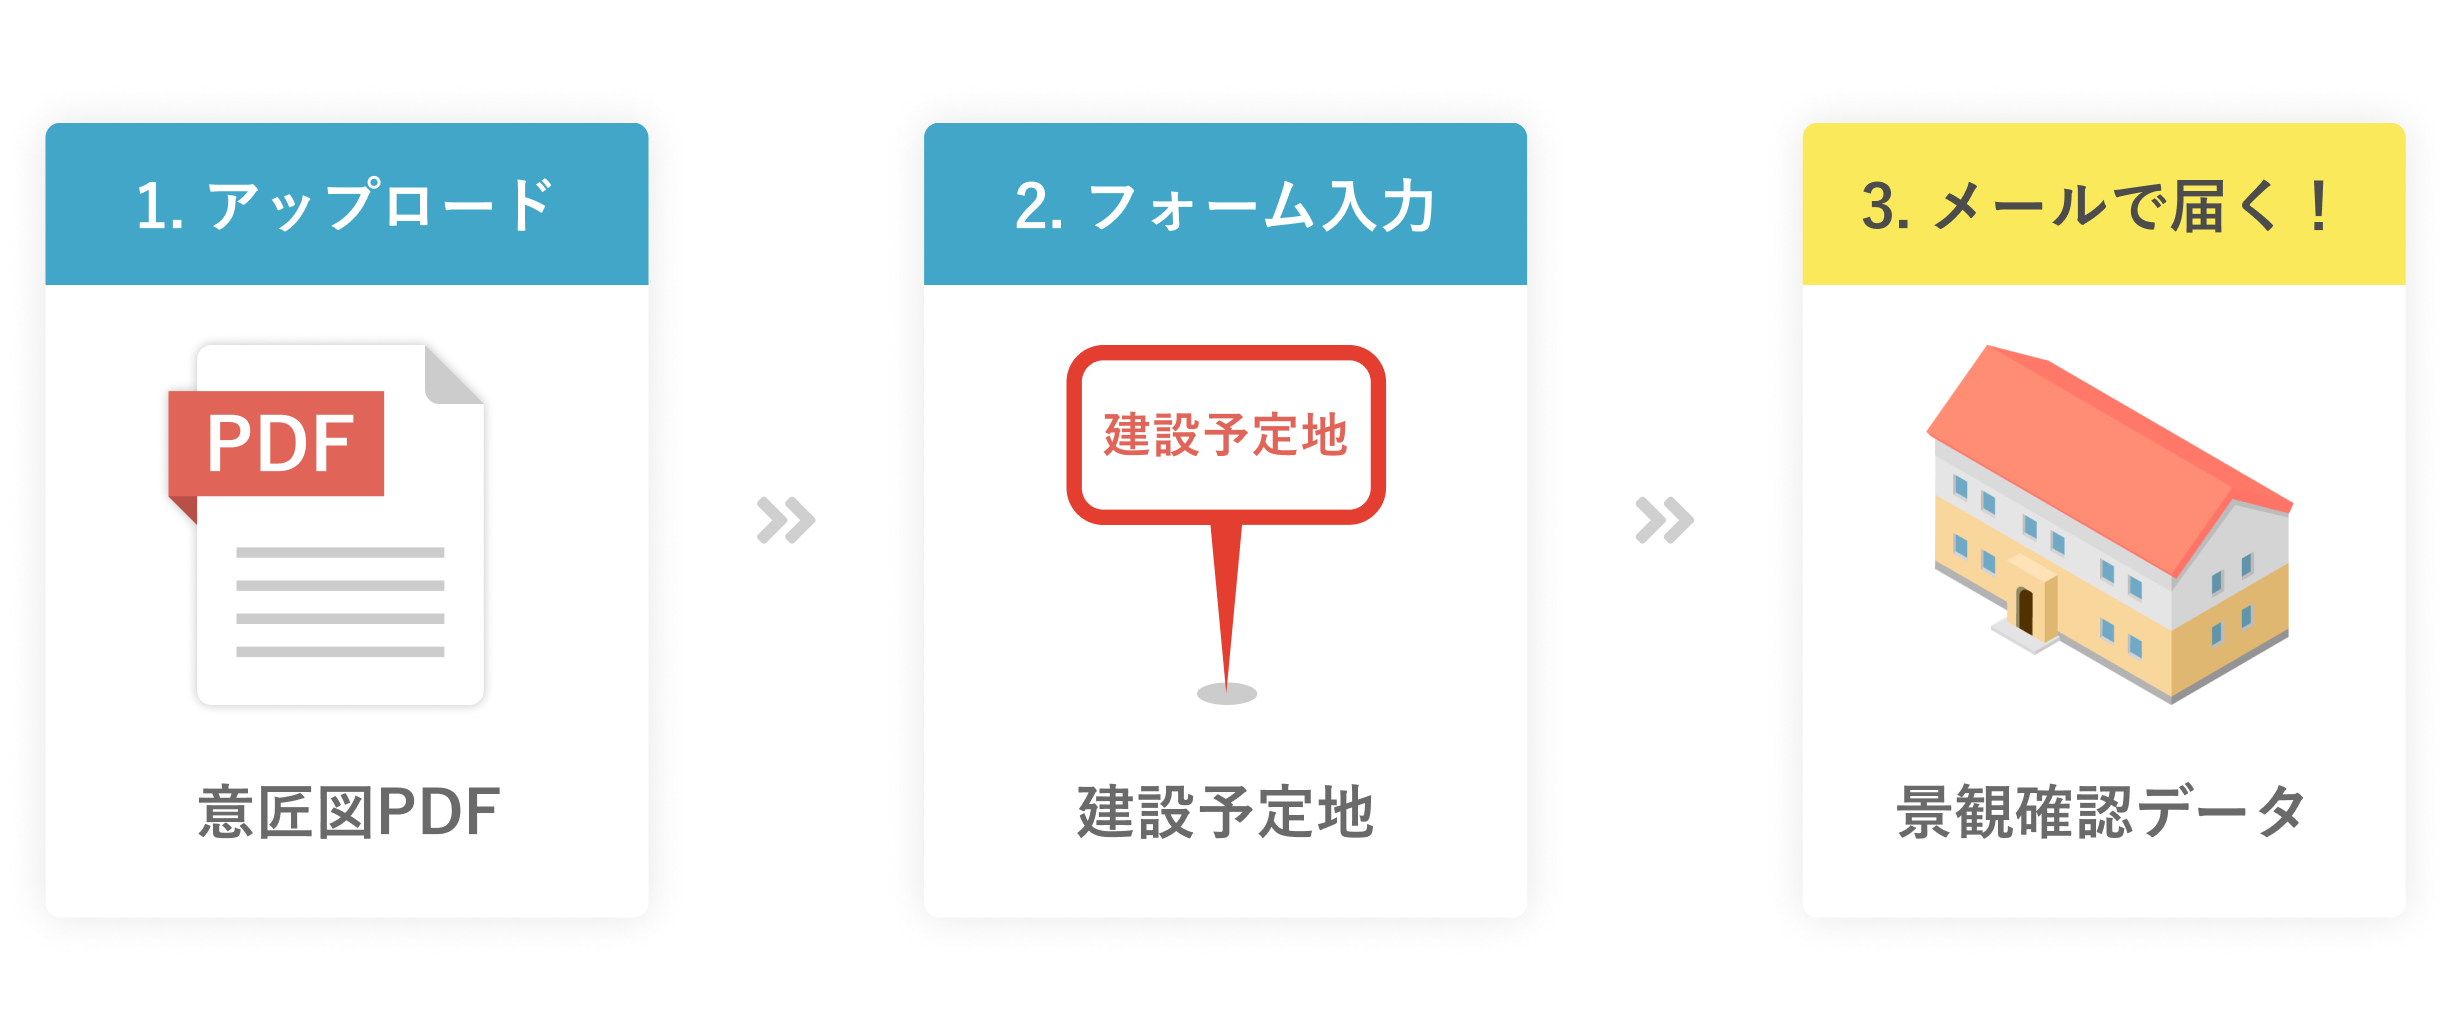 1. アップロード
PDF
意匠図PDF
2. フォーム入力
建設予定地
建設予定地
3. メールで届く！
景観確認データ